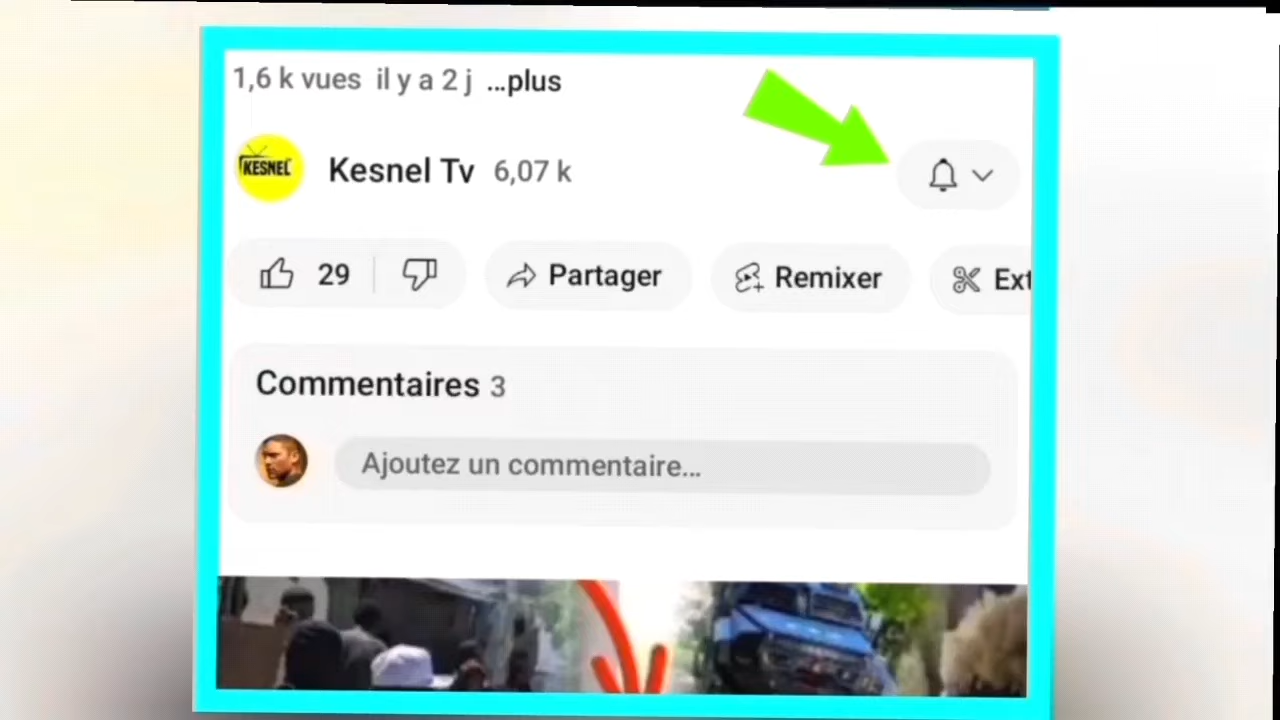 1,6 k vues il y a 2 j ...plus
KESNEL
Kesnel Tv 6,07 k
29
Partager
Remixer
Ext
Commentaires 3
Ajoutez un commentaire...